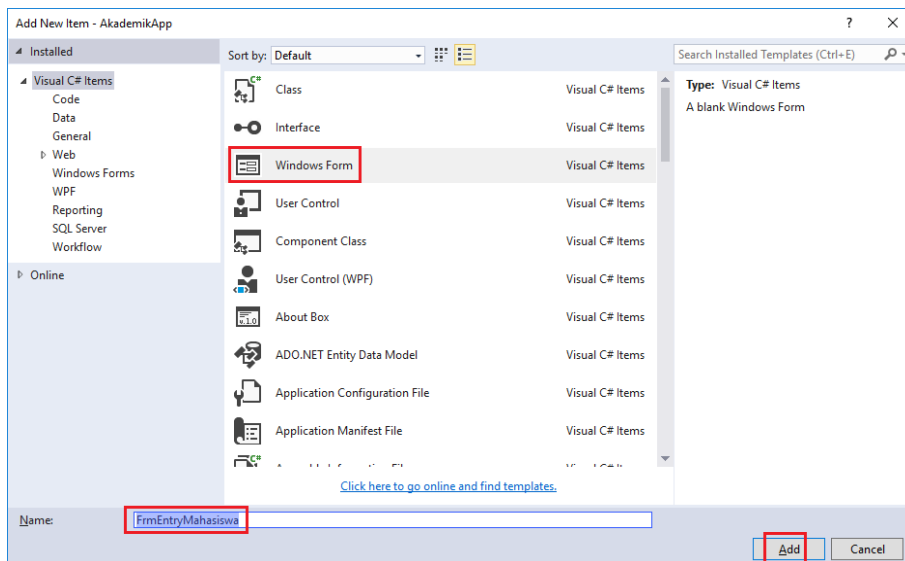 Add New Item - AkademikApp
Installed
Sort by: Default
Search Installed Templates (Ctrl+E)
Visual C# Items
Code
Data
General
Web
Windows Forms
WPF
Reporting
SQL Server
Workflow
Online
Class Visual C# Items
Interface Visual C# Items
Windows Form Visual C# Items
User Control Visual C# Items
Component Class Visual C# Items
User Control (WPF) Visual C# Items
About Box Visual C# Items
ADO.NET Entity Data Model Visual C# Items
Application Configuration File Visual C# Items
Application Manifest File Visual C# Items
Type: Visual C# Items
A blank Windows Form
Click here to go online and find templates.
Name: FrmEntryMahasiswa
Add Cancel